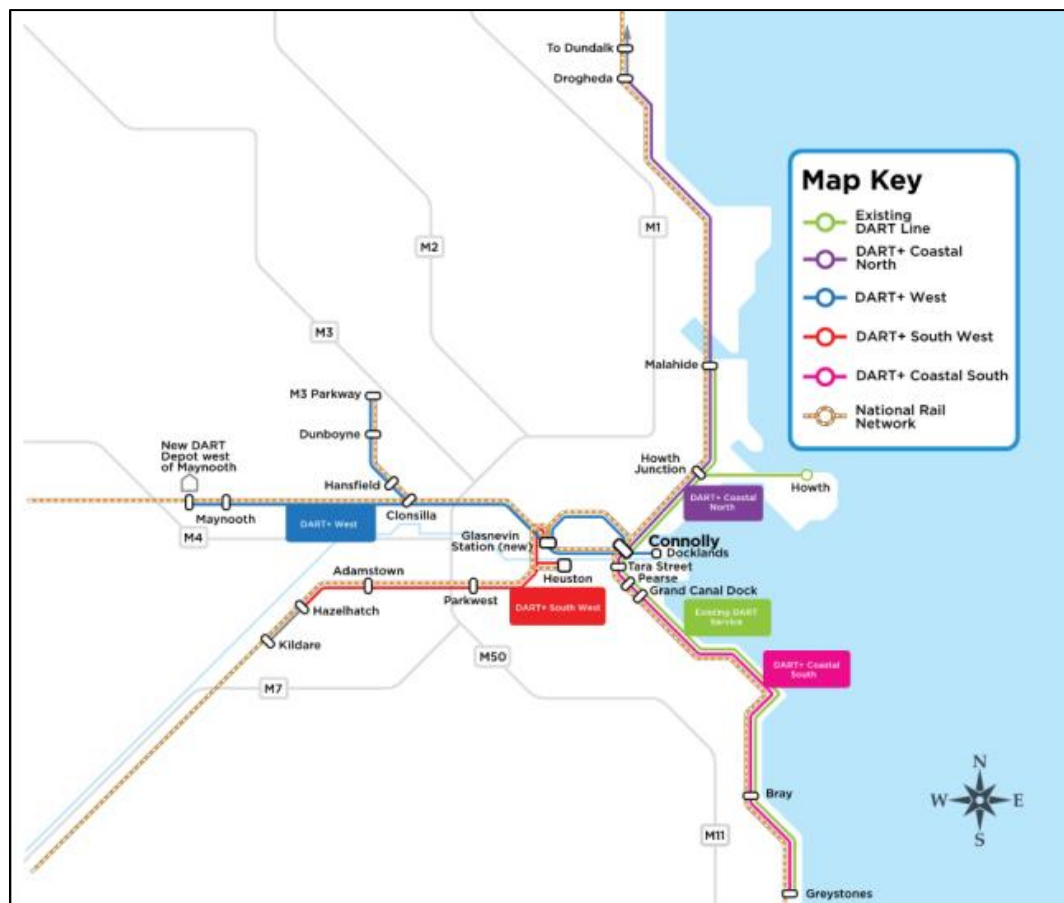 To Dundalk
Drogheda
M1
M2
M3
Malahide
M3 Parkway
Dunboyne
Hansfield
Clonsilla
New DART
Depot west
of Maynooth
Maynooth
DART+ West
M4
Howth
Junction
Howth
DART+ Coastal
North
Glasnevin
Station (new)
Connolly
Docklands
Tara Street
Pearse
Grand Canal Dock
Heuston
Adamstown
Parkwest
Hazelhatch
Kildare
DART+ South West
Existing DART
Service
DART+ Coastal
South
M50
M7
M11
Bray
Greystones
Map Key
Existing
DART Line
DART+ Coastal
North
DART+ West
DART+ South West
DART+ Coastal South
National Rail
Network
N
W
E
S